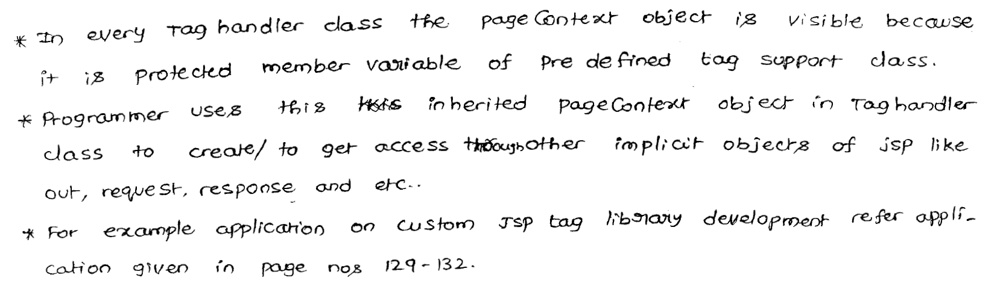 * In every Tag handler class the pageContext object is visible because
it is protected member variable of Pre defined tag support class.
* Programmer uses this inherited pageContext object in Taghandler
class to create/ to get access other implicit objects of jsp like
out, request, response and etc..
* For example application on custom JSP tag library development refer appli-
cation given in page nos 129-132.